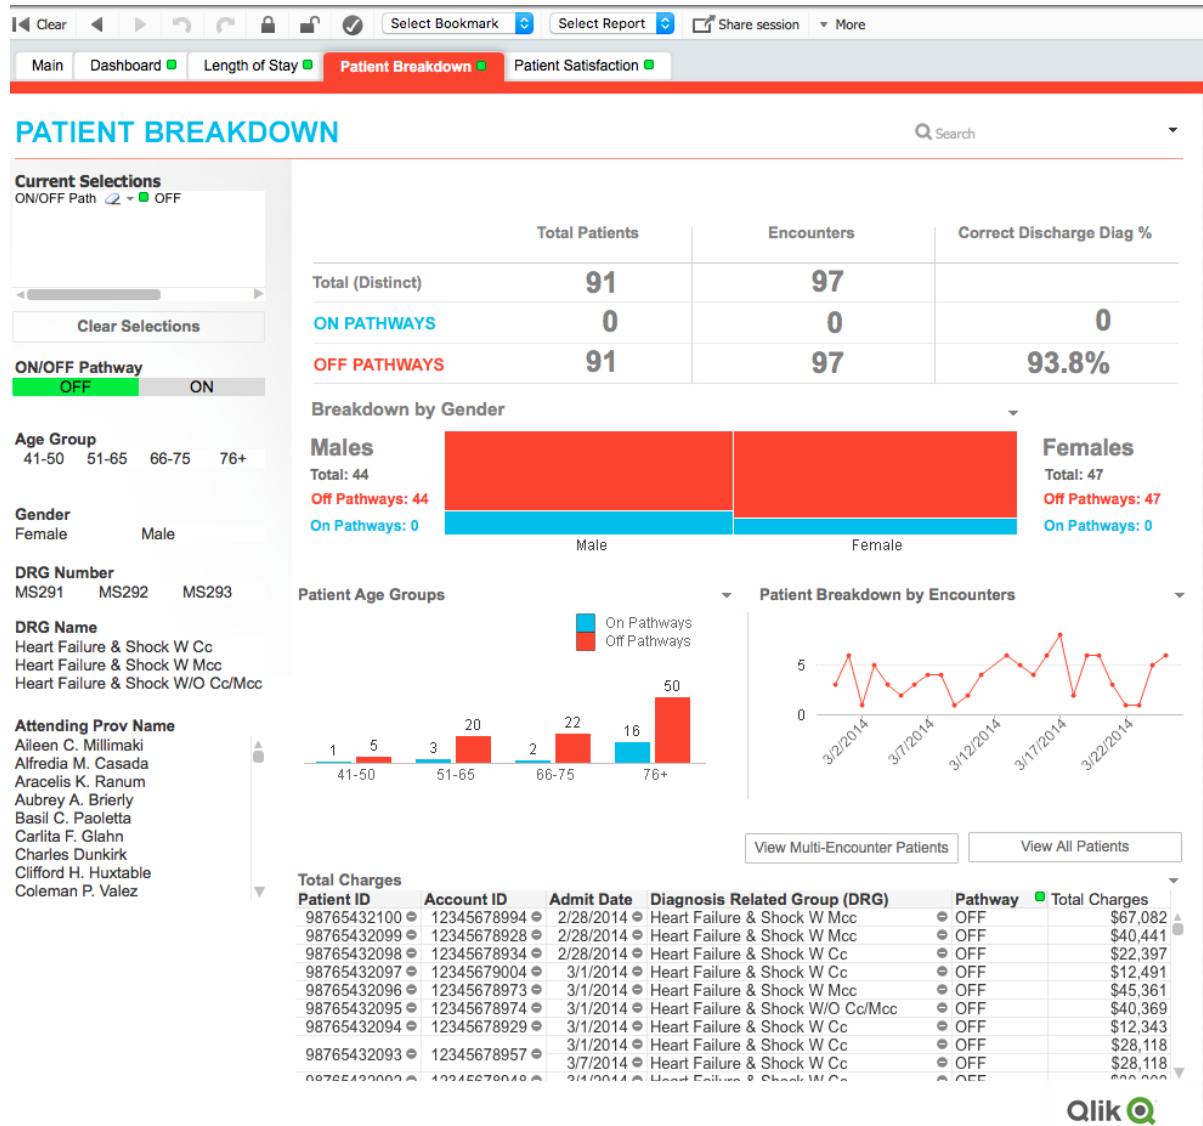 Clear Select Bookmark Select Report Share session More
Main Dashboard Length of Stay Patient Breakdown Patient Satisfaction
PATIENT BREAKDOWN
Search
Current Selections
ON/OFF Path OFF
Clear Selections
ON/OFF Pathway
OFF ON
Age Group
41-50 51-65 66-75 76+
Gender
Female Male
DRG Number
MS291 MS292 MS293
DRG Name
Heart Failure & Shock W Cc
Heart Failure & Shock W Mcc
Heart Failure & Shock W/O Cc/Mcc
Attending Prov Name
Aileen C. Millimaki
Alfredia M. Casada
Aracelis K. Ranum
Aubrey A. Brierly
Basil C. Paoletta
Carlita F. Glahn
Charles Dunkirk
Clifford H. Huxtable
Coleman P. Valez
Total Patients Encounters Correct Discharge Diag %
Total (Distinct) 91 97
ON PATHWAYS 0 0 0
OFF PATHWAYS 91 97 93.8%
Breakdown by Gender
Males
Total: 44
Off Pathways: 44
On Pathways: 0
Male Female
Females
Total: 47
Off Pathways: 47
On Pathways: 0
Patient Age Groups
On Pathways
Off Pathways
1 5 3 20 2 22 16 50
41-50 51-65 66-75 76+
Patient Breakdown by Encounters
5
0
3/2/2014 3/7/2014 3/12/2014 3/17/2014 3/22/2014
View Multi-Encounter Patients View All Patients
Total Charges
Patient ID Account ID Admit Date Diagnosis Related Group (DRG) Pathway Total Charges
98765432100 12345678994 2/28/2014 Heart Failure & Shock W Mcc OFF $67,082
98765432099 12345678928 2/28/2014 Heart Failure & Shock W Mcc OFF $40,441
98765432098 12345678934 2/28/2014 Heart Failure & Shock W Cc OFF $22,397
98765432097 12345679004 3/1/2014 Heart Failure & Shock W Cc OFF $12,491
98765432096 12345678973 3/1/2014 Heart Failure & Shock W Mcc OFF $45,361
98765432095 12345678974 3/1/2014 Heart Failure & Shock W/O Cc/Mcc OFF $40,369
98765432094 12345678929 3/1/2014 Heart Failure & Shock W Cc OFF $12,343
98765432093 12345678957 3/1/2014 Heart Failure & Shock W Cc OFF $28,118
3/7/2014 Heart Failure & Shock W Cc OFF $28,118
98765432092 12345678948 3/1/2014 Heart Failure & Shock W Cc OFF
Qlik